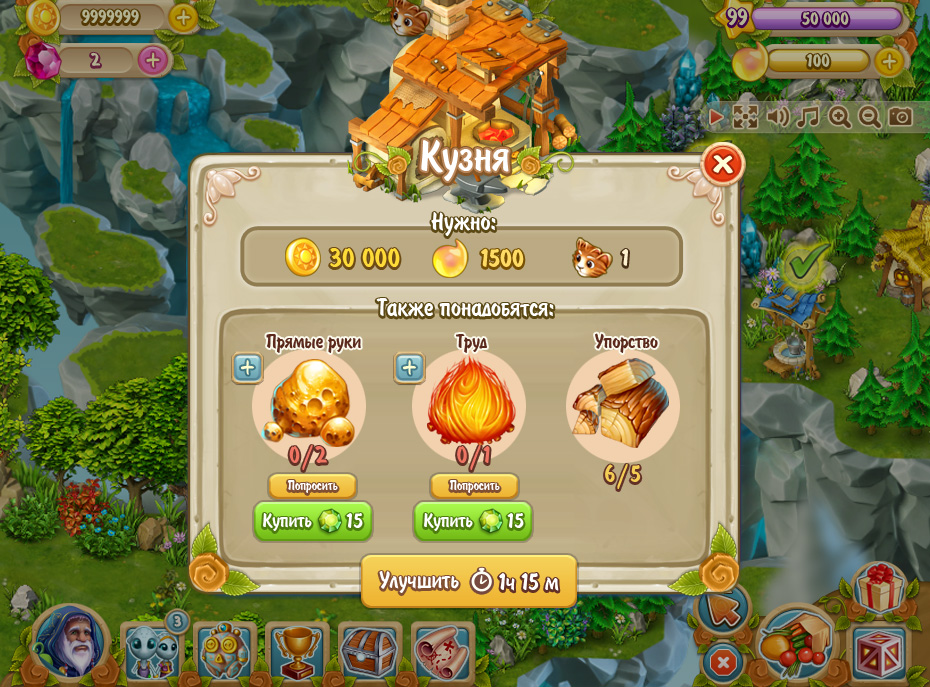 9999999
99
50 000
2
100
Кузня
Нужно:
30 000
1500
1
Также понадобятся:
Прямые руки
Труд
Упорство
0/2
0/1
6/5
Попросить
Попросить
Купить 15
Купить 15
Улучшить 1ч 15 м
3